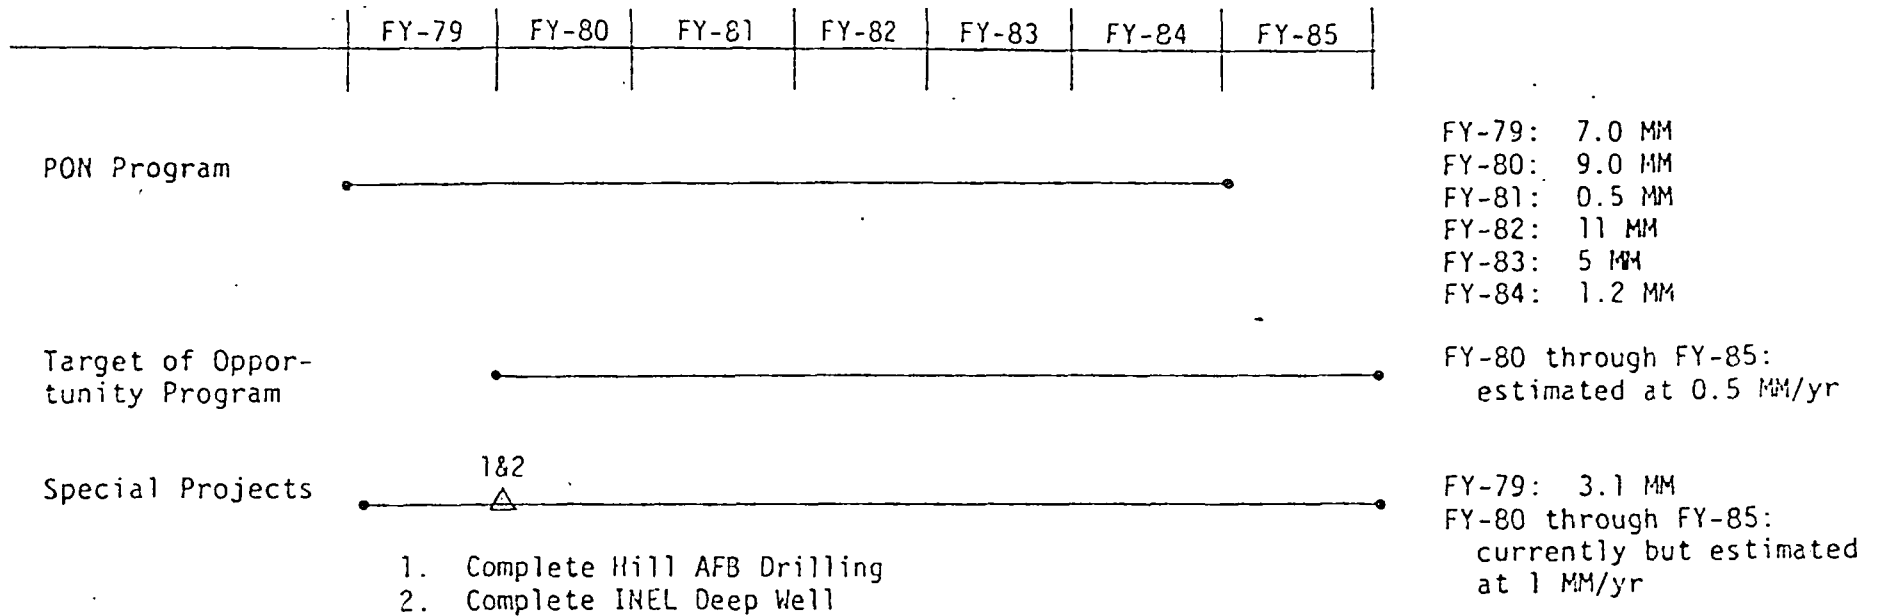 FY-79 FY-80 FY-81 FY-82 FY-83 FY-84 FY-85
PON Program
FY-79: 7.0 MM
FY-80: 9.0 MM
FY-81: 0.5 MM
FY-82: 11 MM
FY-83: 5 MM
FY-84: 1.2 MM
Target of Oppor-
tunity Program
FY-80 through FY-85:
estimated at 0.5 MM/yr
Special Projects
1&2
FY-79: 3.1 MM
FY-80 through FY-85:
currently but estimated
at 1 MM/yr
1. Complete Hill AFB Drilling
2. Complete INEL Deep Well